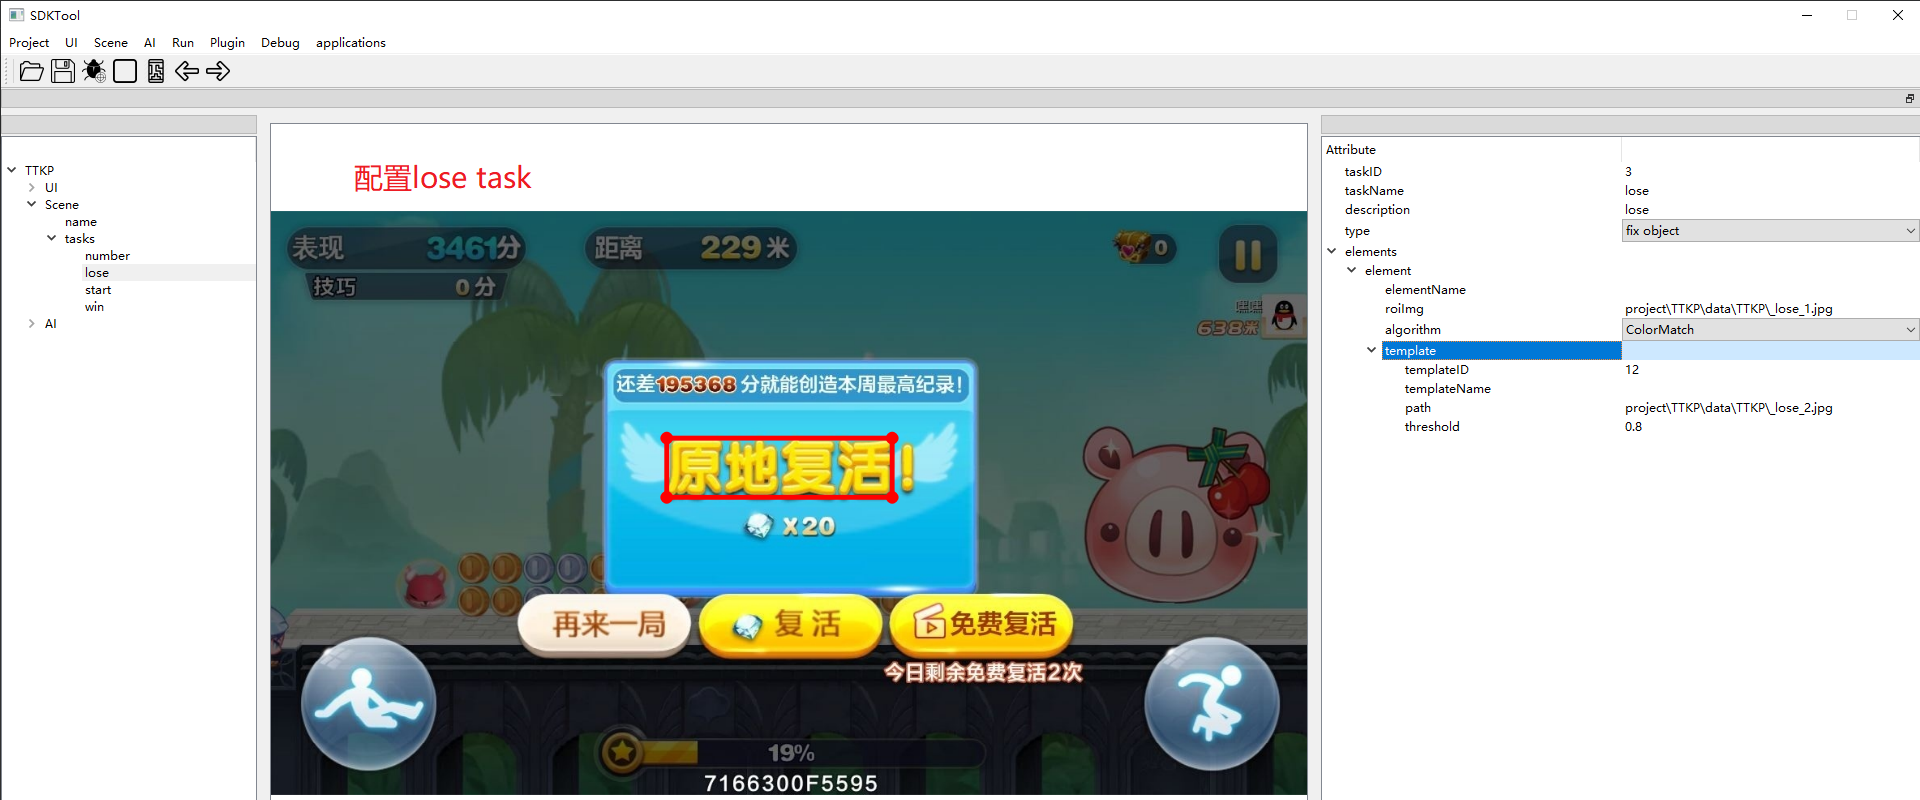 SDKTool
Project UI Scene AI Run Plugin Debug applications
TTKP
UI
Scene
name
tasks
number
lose
start
win
AI
配置lose task
表现 3461分
距离 229米
0
技巧 0分
638米
还差195368分就能创造本周最高纪录!
原地复活!
X20
再来一局
复活
免费复活
今日剩余免费复活2次
19%
7166300F5595
Attribute
taskID 3
taskName lose
description lose
type fix object
elements
element
elementName
roiImg project\TTKP\data\TTKP\_lose_1.jpg
algorithm ColorMatch
template
templateID 12
templateName
path project\TTKP\data\TTKP\_lose_2.jpg
threshold 0.8